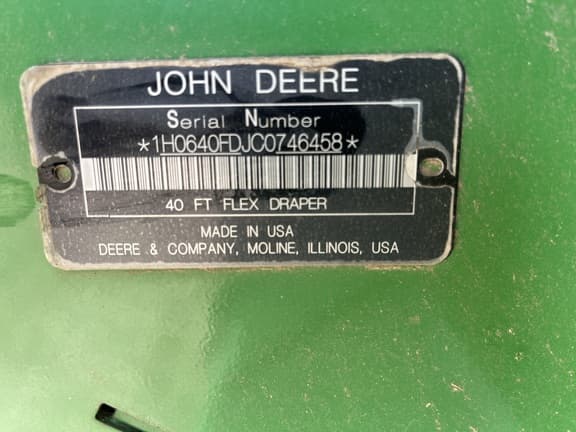 JOHN DEERE
Serial Number
*1H0640FDJC0746458*
40 FT FLEX DRAPER
MADE IN USA
DEERE & COMPANY, MOLINE, ILLINOIS, USA